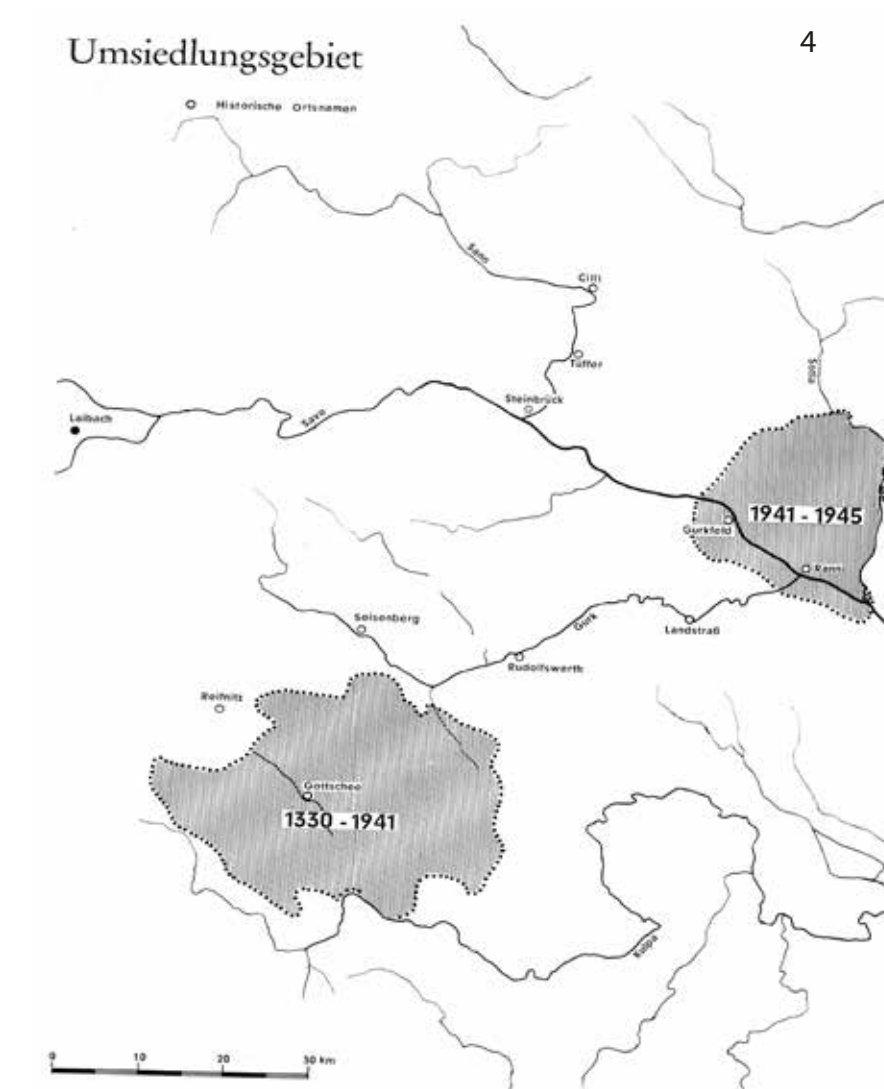 Umsiedlungsgebiet
4
Historische Ortsnamen
Sann
Cilli
Tüffer
Sotla
Steinbrück
Save
Laibach
1941 - 1945
Gurkfeld
Rann
Seisenberg
Gurk
Landstraß
Rudolfswerth
Reifnitz
Gottschee
1330 - 1941
Kulpa
0 10 20 30 km